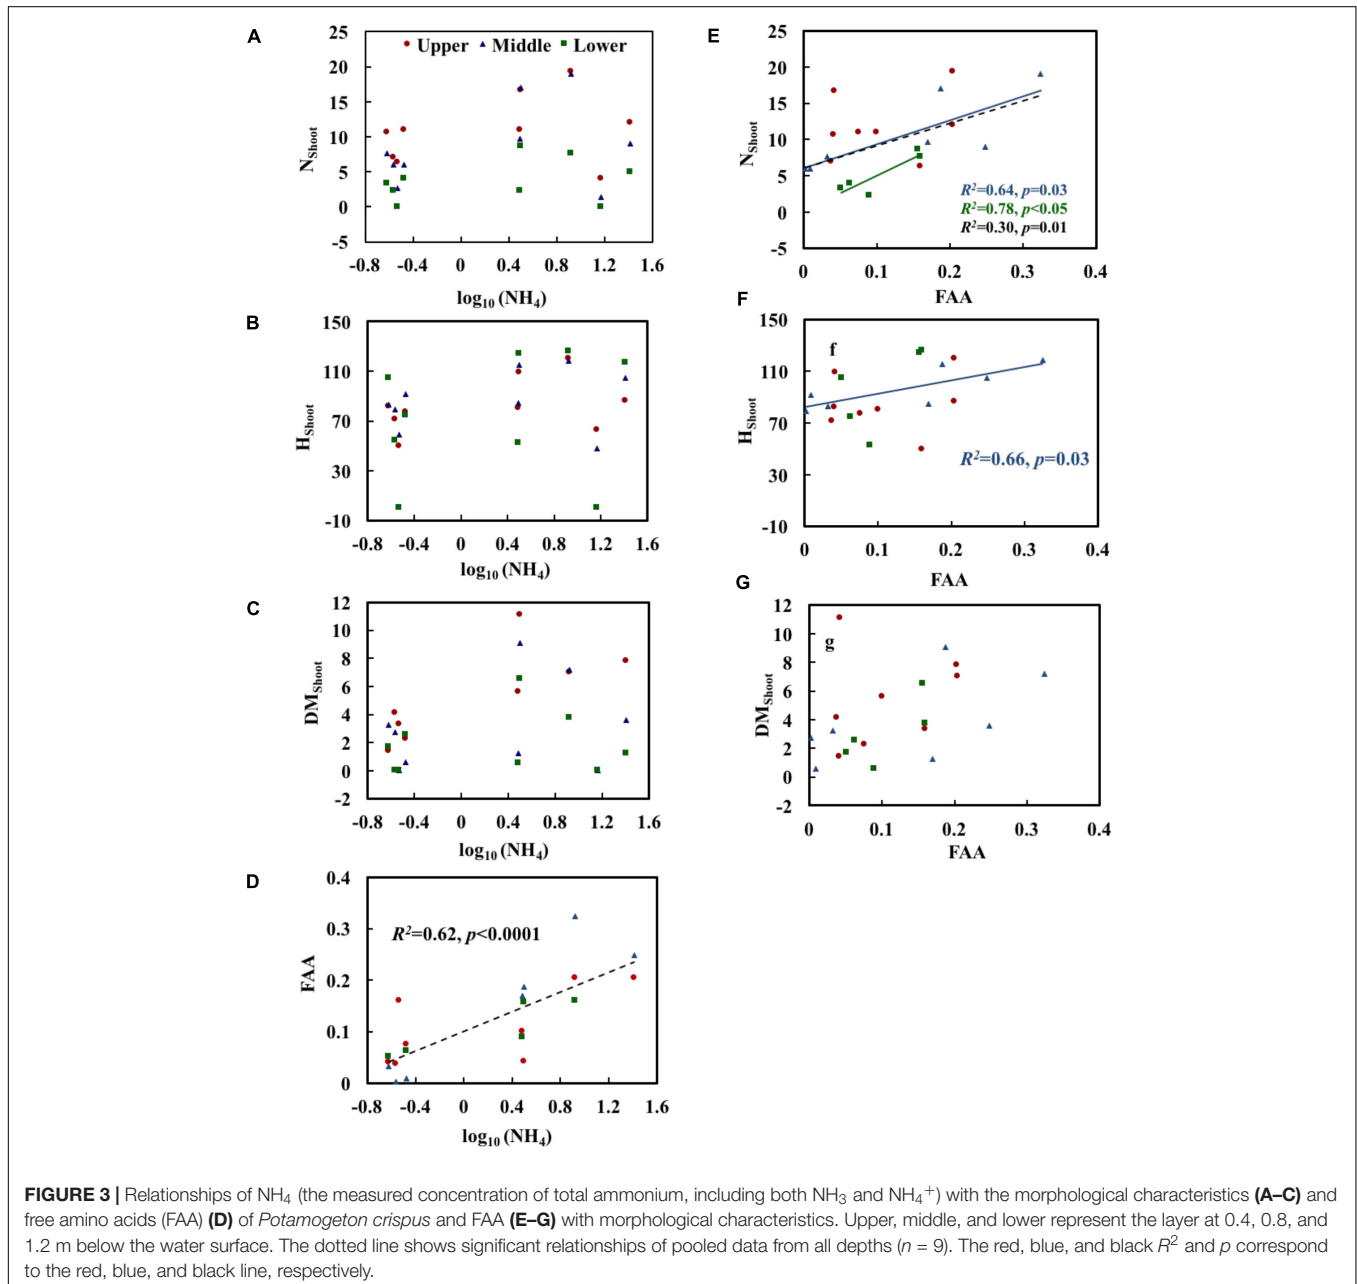 A
25
20
15
10
5
0
-5
N_Shoot
Upper Middle Lower
-0.8 -0.4 0 0.4 0.8 1.2 1.6
log10 (NH4)
B
150
110
70
30
-10
H_Shoot
-0.8 -0.4 0 0.4 0.8 1.2 1.6
log10 (NH4)
C
12
10
8
6
4
2
0
-2
DM_Shoot
-0.8 -0.4 0 0.4 0.8 1.2 1.6
log10 (NH4)
D
0.4
0.3
0.2
0.1
0
FAA
R²=0.62, p<0.0001
-0.8 -0.4 0 0.4 0.8 1.2 1.6
log10 (NH4)
E
25
20
15
10
5
0
-5
N_Shoot
R²=0.64, p=0.03
R²=0.78, p<0.05
R²=0.30, p=0.01
0 0.1 0.2 0.3 0.4
FAA
F
150
110
70
30
-10
H_Shoot
f
R²=0.66, p=0.03
0 0.1 0.2 0.3 0.4
FAA
G
12
10
8
6
4
2
0
-2
DM_Shoot
g
0 0.1 0.2 0.3 0.4
FAA
FIGURE 3 | Relationships of NH4 (the measured concentration of total ammonium, including both NH3 and NH4+) with the morphological characteristics (A–C) and
free amino acids (FAA) (D) of Potamogeton crispus and FAA (E–G) with morphological characteristics. Upper, middle, and lower represent the layer at 0.4, 0.8, and
1.2 m below the water surface. The dotted line shows significant relationships of pooled data from all depths (n = 9). The red, blue, and black R² and p correspond
to the red, blue, and black line, respectively.